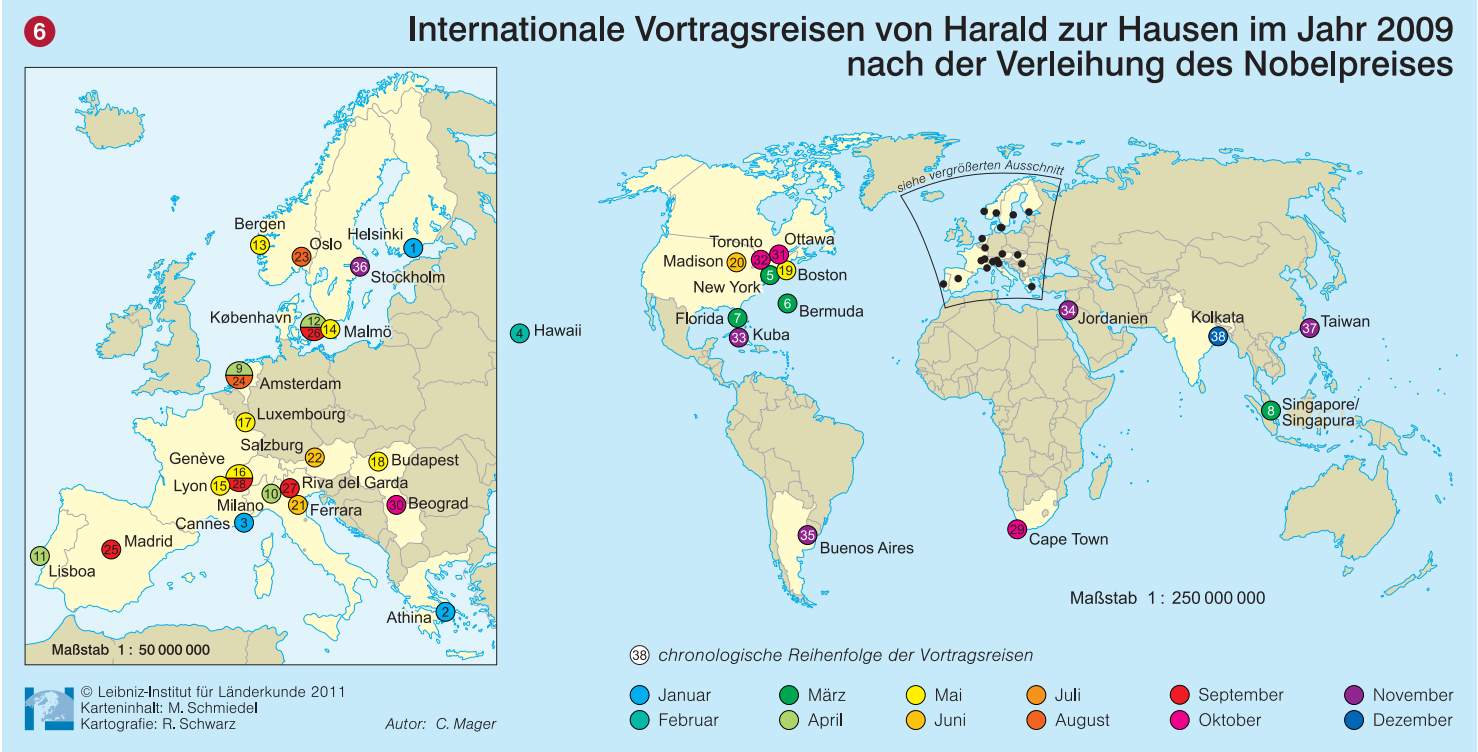 6
Internationale Vortragsreisen von Harald zur Hausen im Jahr 2009
nach der Verleihung des Nobelpreises
Bergen
13
Oslo
23
Helsinki
1
36
Stockholm
København
12
26
14
Malmö
9
24
Amsterdam
Luxembourg
17
Salzburg
22
Genève
16
28
18
Budapest
Lyon
15
10
27
Riva del Garda
Milano
21
Ferrara
30
Beograd
Cannes
3
Madrid
25
11
Lisboa
Athina
2
Maßstab 1 : 50 000 000
siehe vergrößerten Ausschnitt
4
Hawaii
Toronto
32
31
Ottawa
Madison
20
New York
5
19
Boston
6
Bermuda
Florida
7
33
Kuba
34
Jordanien
Kolkata
38
37
Taiwan
8
Singapore/
Singapura
35
Buenos Aires
29
Cape Town
Maßstab 1 : 250 000 000
38 chronologische Reihenfolge der Vortragsreisen
Januar
Februar
März
April
Mai
Juni
Juli
August
September
Oktober
November
Dezember
© Leibniz-Institut für Länderkunde 2011
Karteninhalt: M. Schmiedel
Kartografie: R. Schwarz
Autor: C. Mager